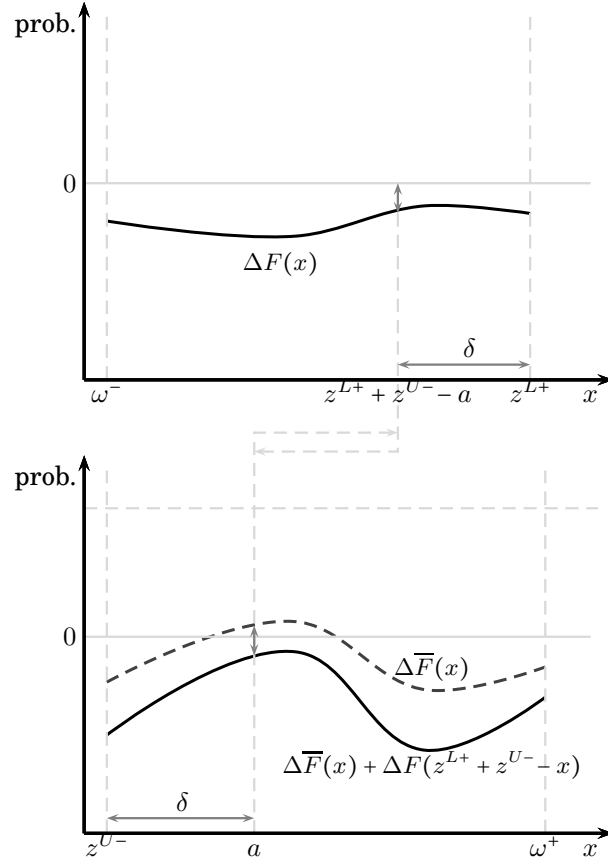 prob.
0
ΔF(x)
δ
ω⁻ z^{L+} + z^{U−} − a z^{L+} x
prob.
0
ΔF̅(x)
ΔF̅(x) + ΔF(z^{L+} + z^{U−} − x)
δ
z^{U−} a ω⁺ x